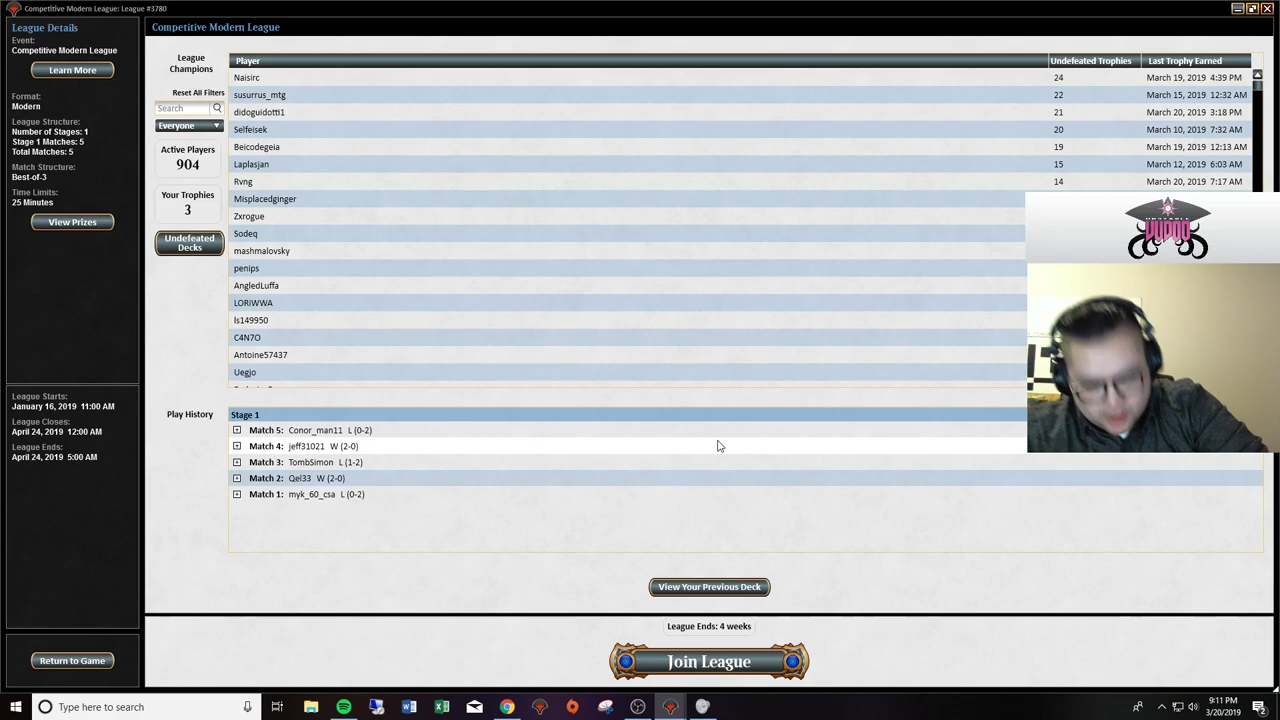 Competitive Modern League: League #3780
League Details
Event:
Competitive Modern League
Learn More
Format:
Modern
League Structure:
Number of Stages: 1
Stage 1 Matches: 5
Total Matches: 5
Match Structure:
Best-of-3
Time Limits:
25 Minutes
View Prizes
League Starts:
January 16, 2019 11:00 AM
League Closes:
April 24, 2019 12:00 AM
League Ends:
April 24, 2019 5:00 AM
Return to Game
Competitive Modern League
League
Champions
Reset All Filters
Search
Everyone
Active Players
904
Your Trophies
3
Undefeated
Decks
Player Undefeated Trophies Last Trophy Earned
Naisirc 24 March 19, 2019 4:39 PM
susurrus_mtg 22 March 15, 2019 12:32 AM
didoguidotti1 21 March 20, 2019 3:18 PM
Selfeisek 20 March 10, 2019 7:32 AM
Beicodegeia 19 March 19, 2019 12:13 AM
Laplasjan 15 March 12, 2019 6:03 AM
Rvng 14 March 20, 2019 7:17 AM
Misplacedginger
Zxrogue
Sodeq
mashmalovsky
penips
AngledLuffa
LORiWWA
ls149950
C4N7O
Antoine57437
Uegjo
UNSTABLE
VUDOO
Play History
Stage 1
Match 5: Conor_man11 L (0-2)
Match 4: jeff31021 W (2-0)
Match 3: TombSimon L (1-2)
Match 2: Qel33 W (2-0)
Match 1: myk_60_csa L (0-2)
View Your Previous Deck
League Ends: 4 weeks
Join League
Type here to search
9:11 PM
3/20/2019
2